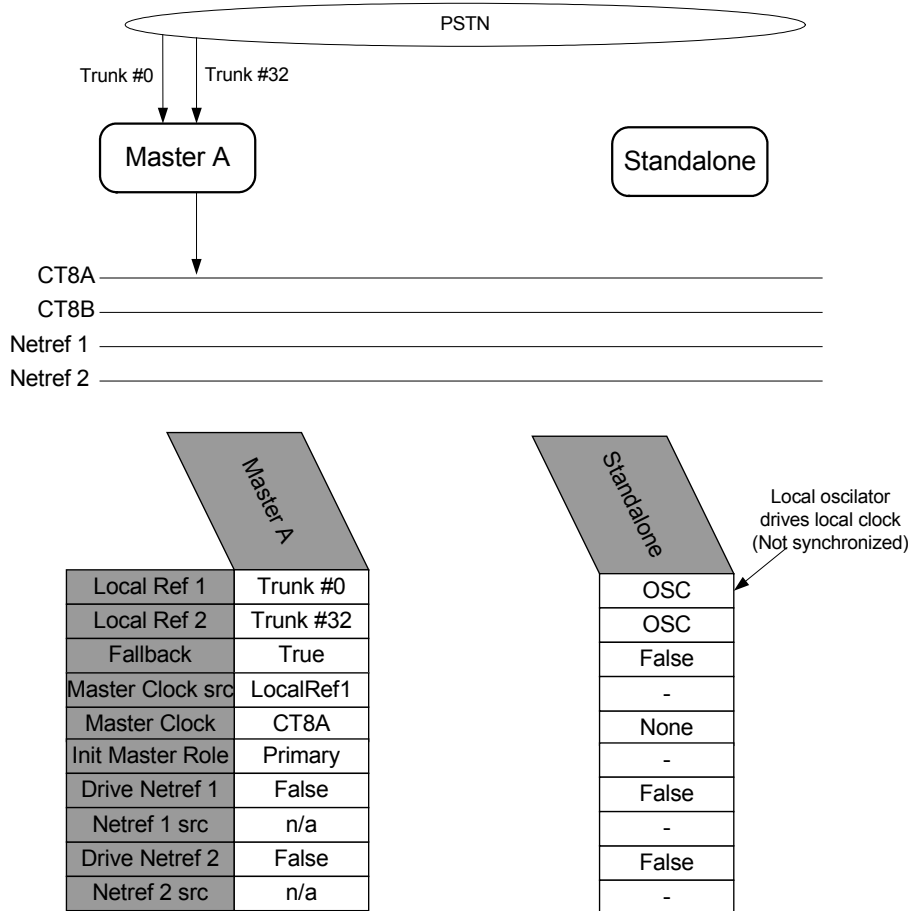 PSTN
Trunk #0
Trunk #32
Master A
Standalone
CT8A
CT8B
Netref 1
Netref 2
Master A
Standalone
Local oscilator
drives local clock
(Not synchronized)
Local Ref 1 Trunk #0 OSC
Local Ref 2 Trunk #32 OSC
Fallback True False
Master Clock src LocalRef1 -
Master Clock CT8A None
Init Master Role Primary -
Drive Netref 1 False False
Netref 1 src n/a -
Drive Netref 2 False False
Netref 2 src n/a -